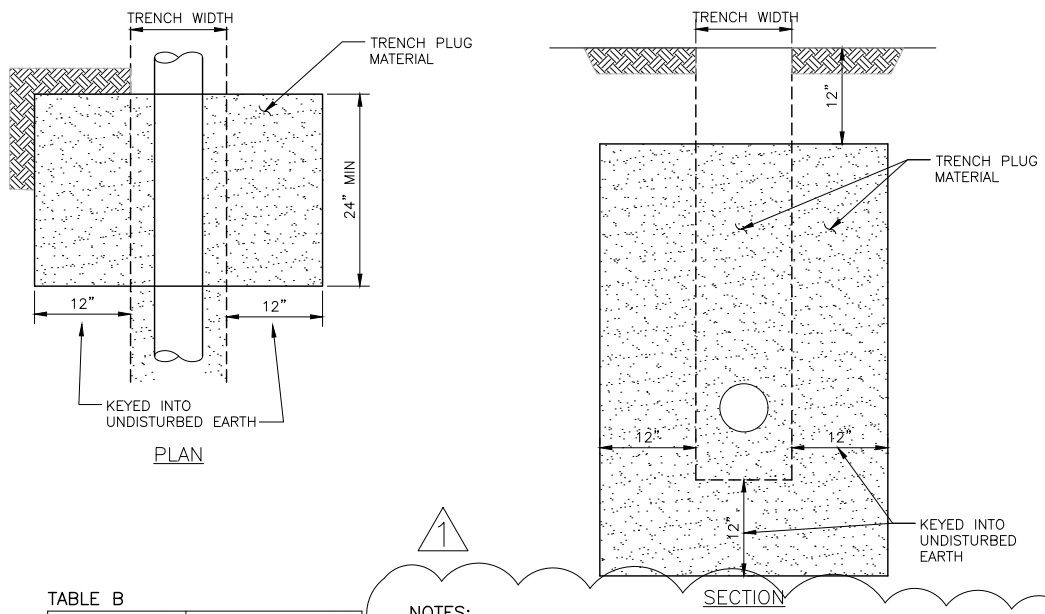 TRENCH WIDTH
TRENCH PLUG
MATERIAL
24" MIN
12"
12"
KEYED INTO
UNDISTURBED EARTH
PLAN
TRENCH WIDTH
12"
TRENCH PLUG
MATERIAL
12"
12"
12"
KEYED INTO
UNDISTURBED
EARTH
SECTION
1
TABLE B
NOTES: